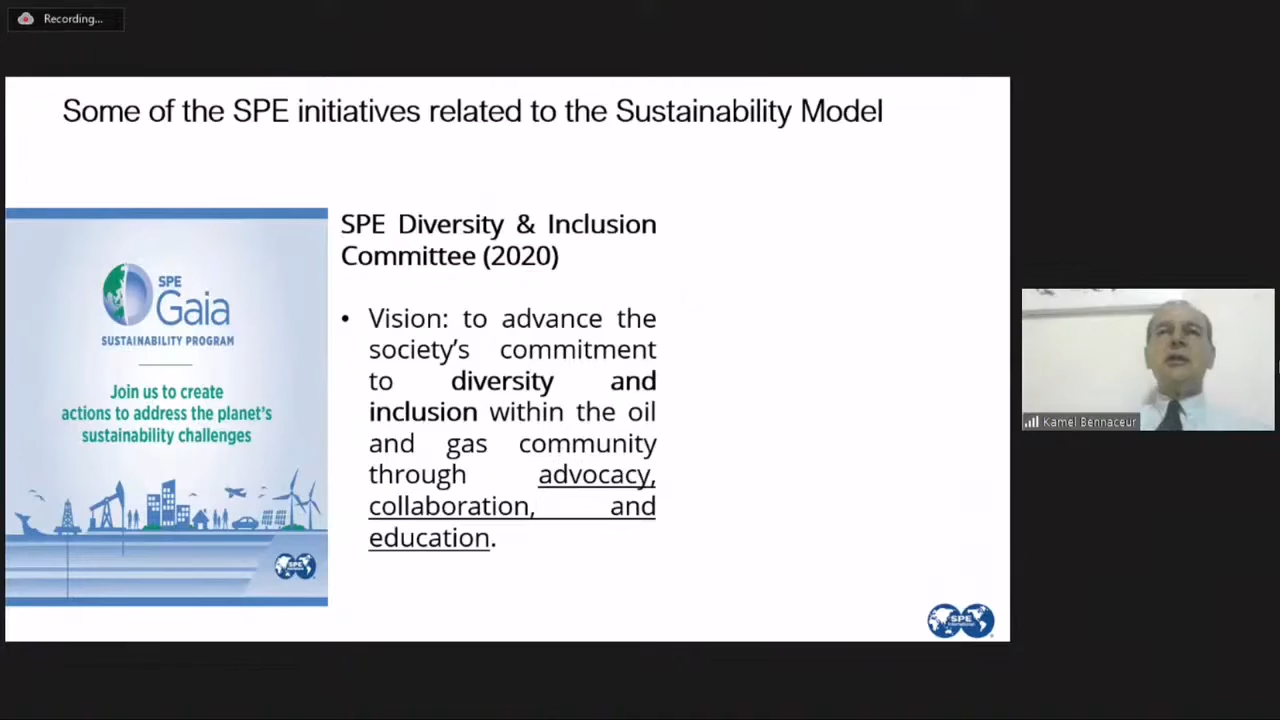 Recording...
Some of the SPE initiatives related to the Sustainability Model
SPE
Gaia
SUSTAINABILITY PROGRAM
Join us to create
actions to address the planet's
sustainability challenges
SPE Diversity & Inclusion
Committee (2020)
• Vision: to advance the
society's commitment
to diversity and
inclusion within the oil
and gas community
through advocacy,
collaboration, and
education.
Kamel Bennaceur
SPE
International